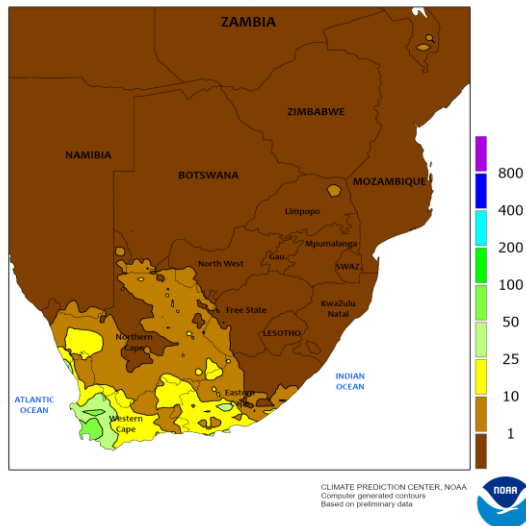 ZAMBIA
ZIMBABWE
NAMIBIA
BOTSWANA
MOZAMBIQUE
Limpopo
Mpumalanga
North West
Gau.
SWAZ.
Free State
KwaZulu
Natal
LESOTHO
Northern
Cape
Eastern
Western
Cape
ATLANTIC
OCEAN
INDIAN
OCEAN
800
400
200
100
50
25
10
1
CLIMATE PREDICTION CENTER, NOAA
Computer generated contours
Based on preliminary data
NOAA